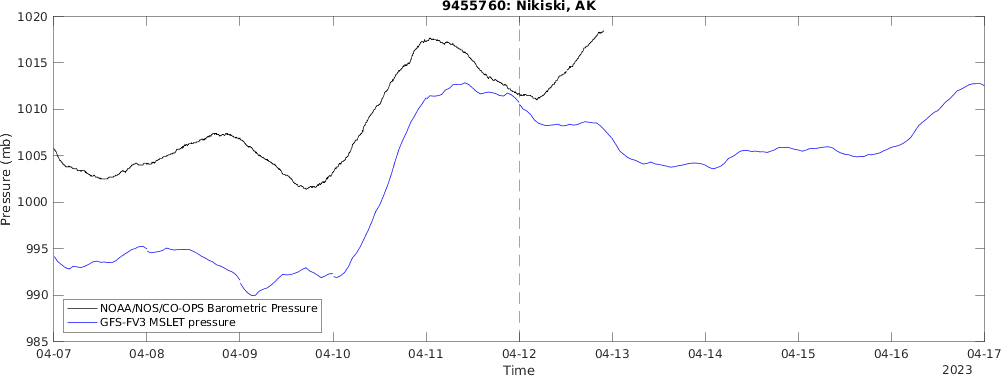 9455760: Nikiski, AK
1020
1015
1010
1005
1000
995
990
985
Pressure (mb)
NOAA/NOS/CO-OPS Barometric Pressure
GFS-FV3 MSLET pressure
04-07 04-08 04-09 04-10 04-11 04-12 04-13 04-14 04-15 04-16 04-17
Time
2023